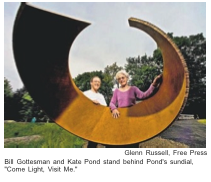 Glenn Russell, Free Press
Bill Gottesman and Kate Pond stand behind Pond's sundial,
"Come Light, Visit Me."